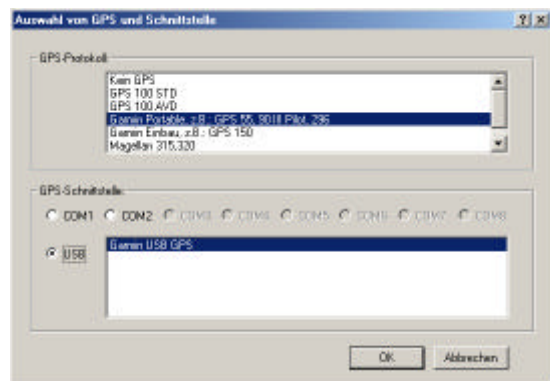 Auswahl von GPS und Schnittstelle
GPS-Protokoll
Kein GPS
GPS 100 STD
GPS 100 AVD
Garmin Portable, z.B.: GPS 55, 90 III Pilot, 296
Garmin Einbau, z.B.: GPS 150
Magellan 315,320
GPS-Schnittstelle:
COM1 COM2 COM3 COM4 COM5 COM6 COM7 COM8
USB
Garmin USB GPS
OK Abbrechen